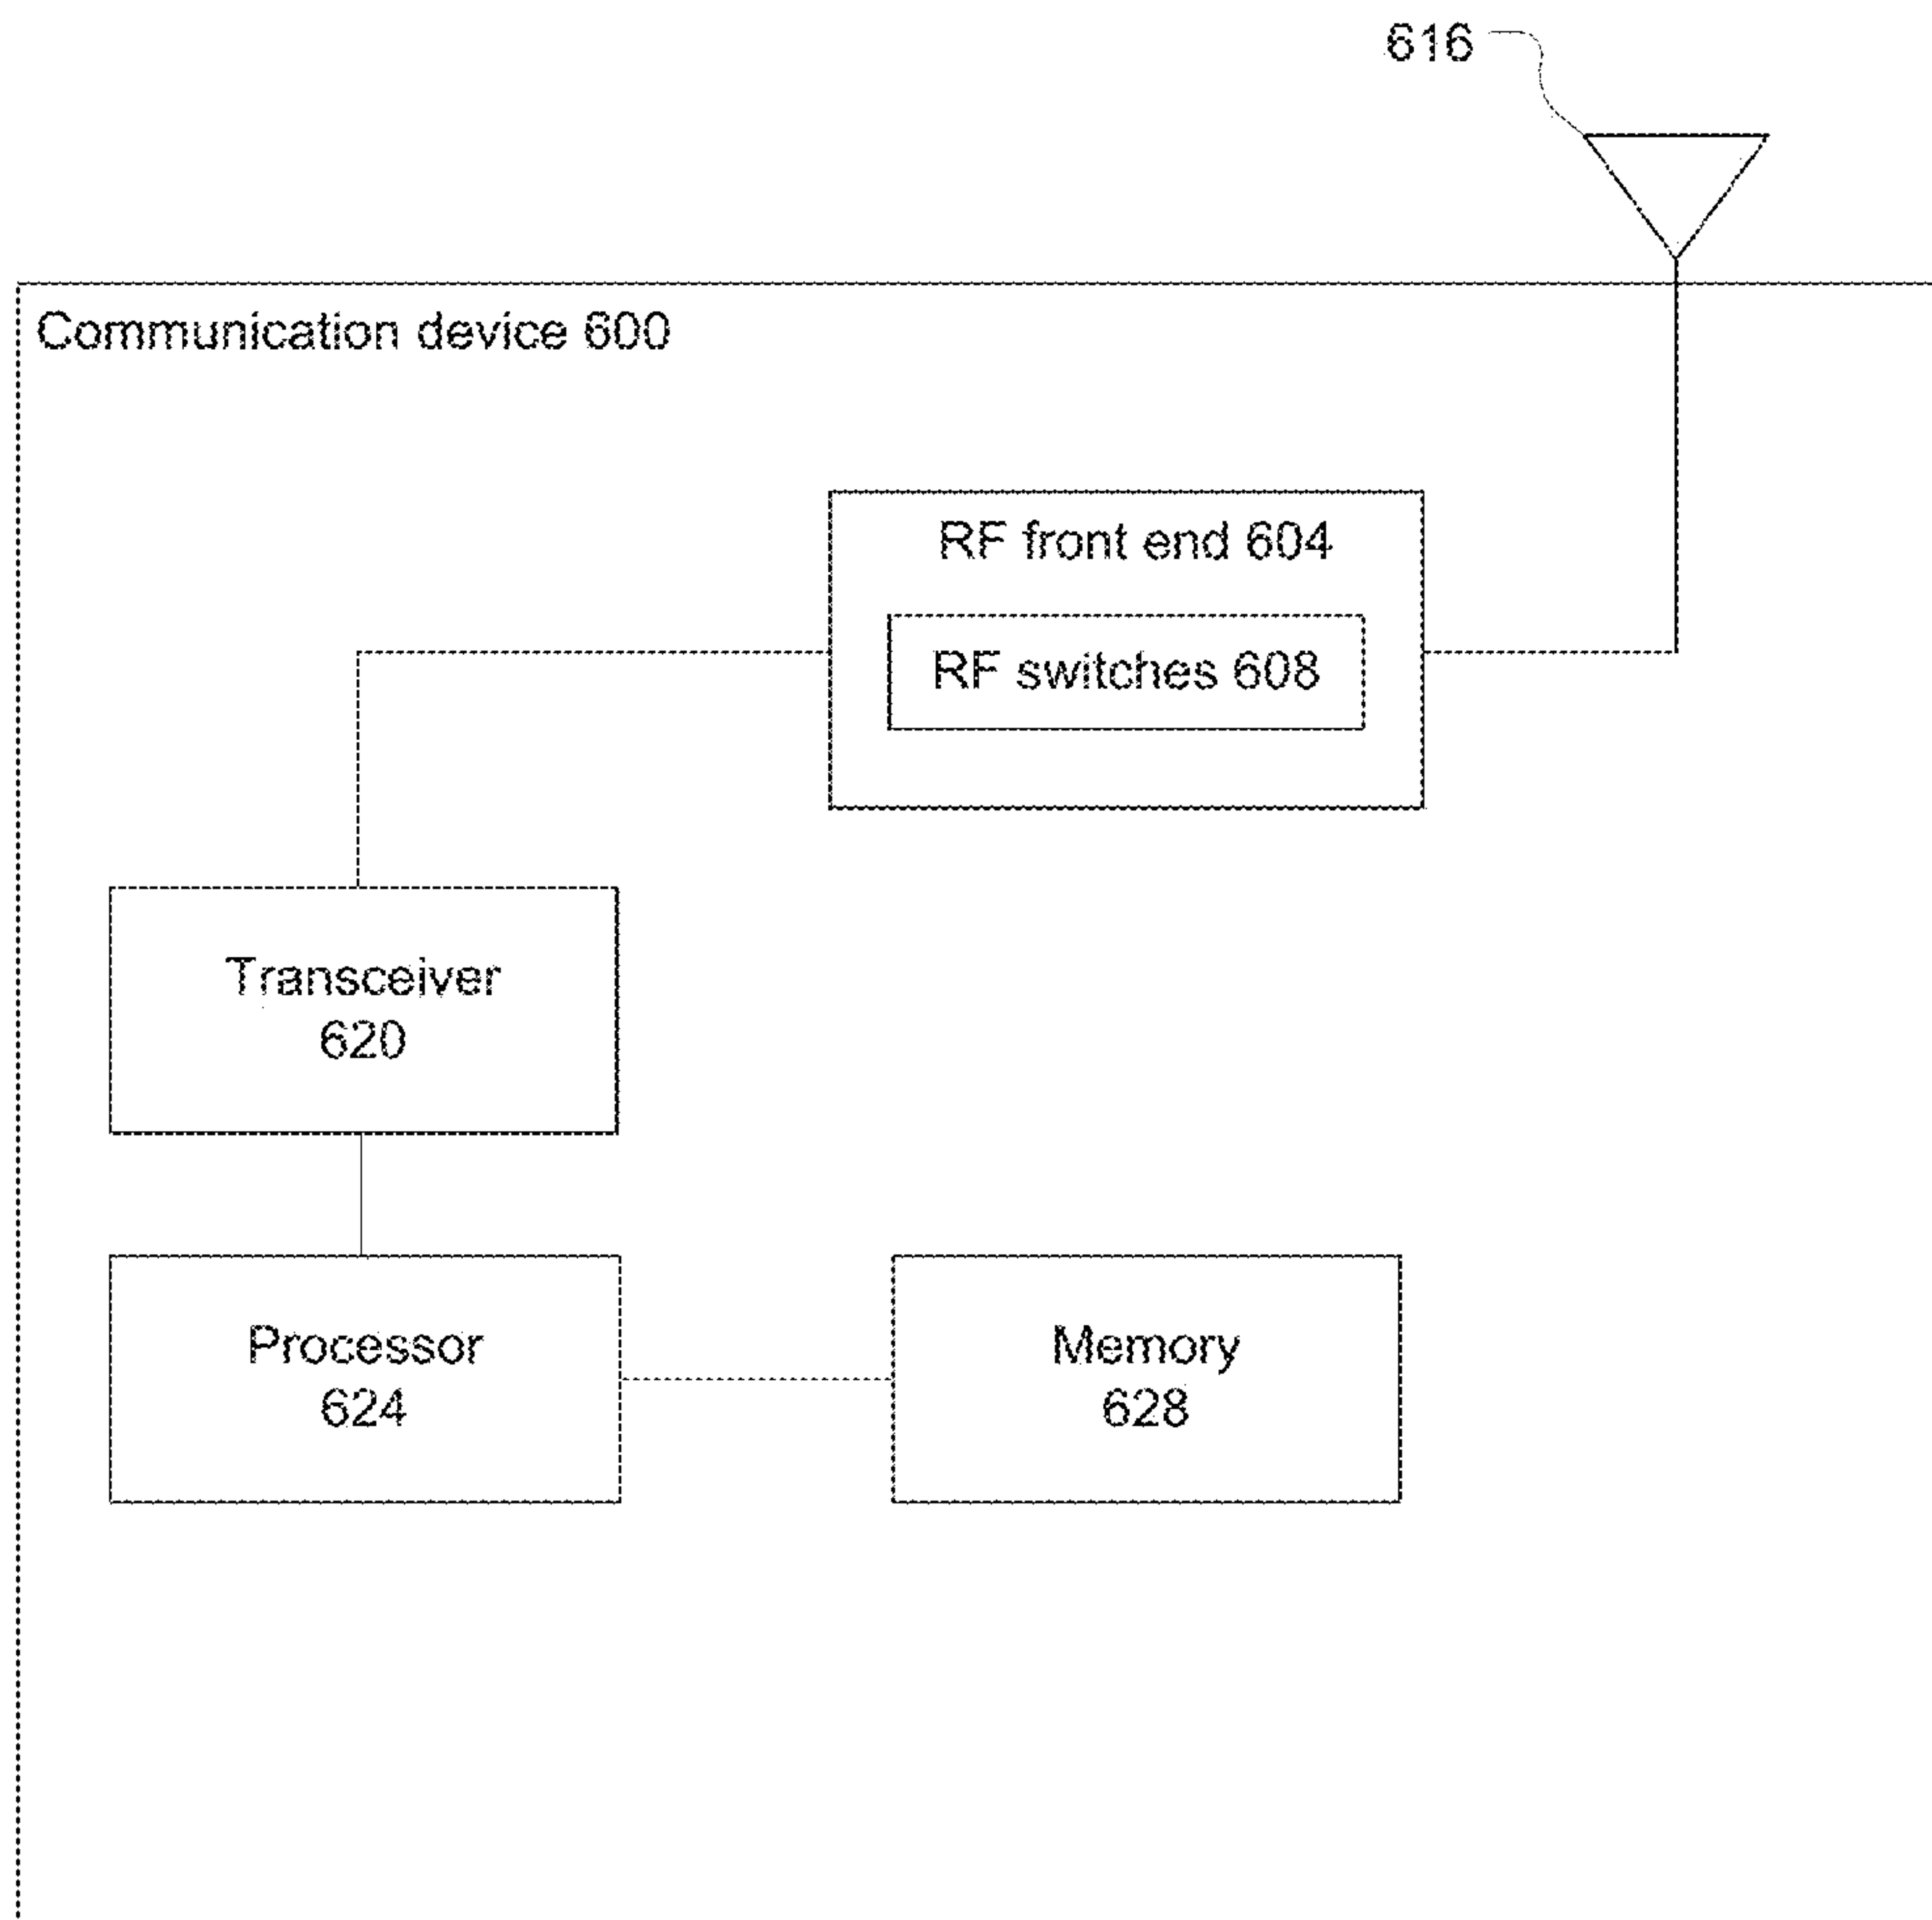 616
Communication device 600
RF front end 604
RF switches 608
Transceiver
620
Processor
624
Memory
628